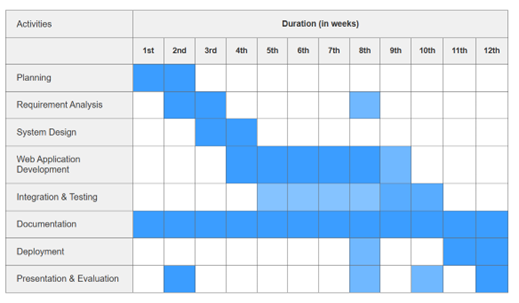 Activities
Duration (in weeks)
1st 2nd 3rd 4th 5th 6th 7th 8th 9th 10th 11th 12th
Planning
Requirement Analysis
System Design
Web Application
Development
Integration & Testing
Documentation
Deployment
Presentation & Evaluation